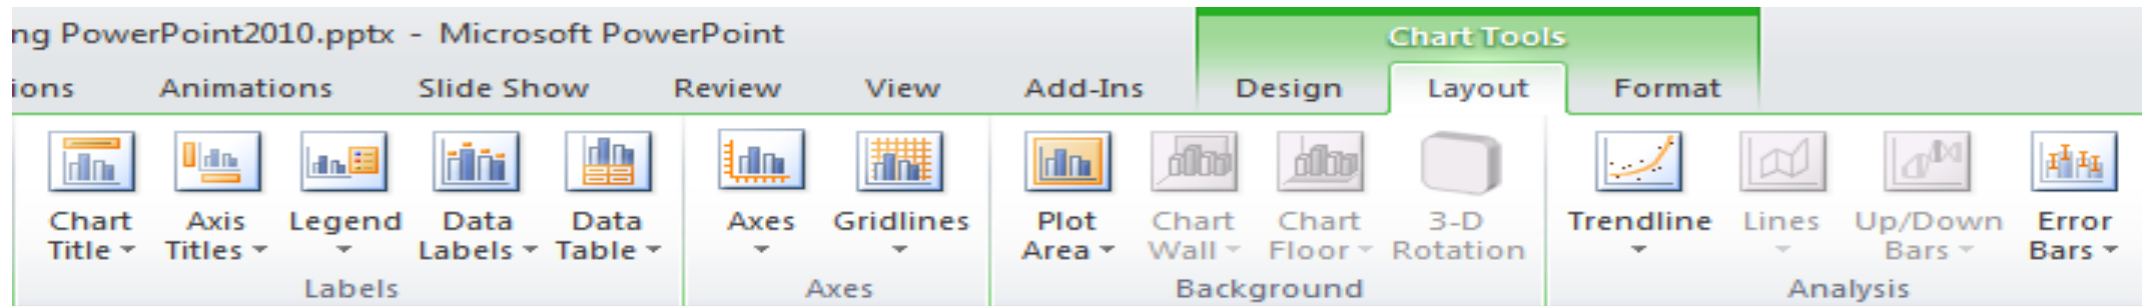 ng PowerPoint2010.pptx - Microsoft PowerPoint
Chart Tools
ions Animations Slide Show Review View Add-Ins Design Layout Format
Chart Title Axis Titles Legend Data Labels Data Table Axes Gridlines Plot Area Chart Wall Chart Floor 3-D Rotation Trendline Lines Up/Down Bars Error Bars
Labels Axes Background Analysis